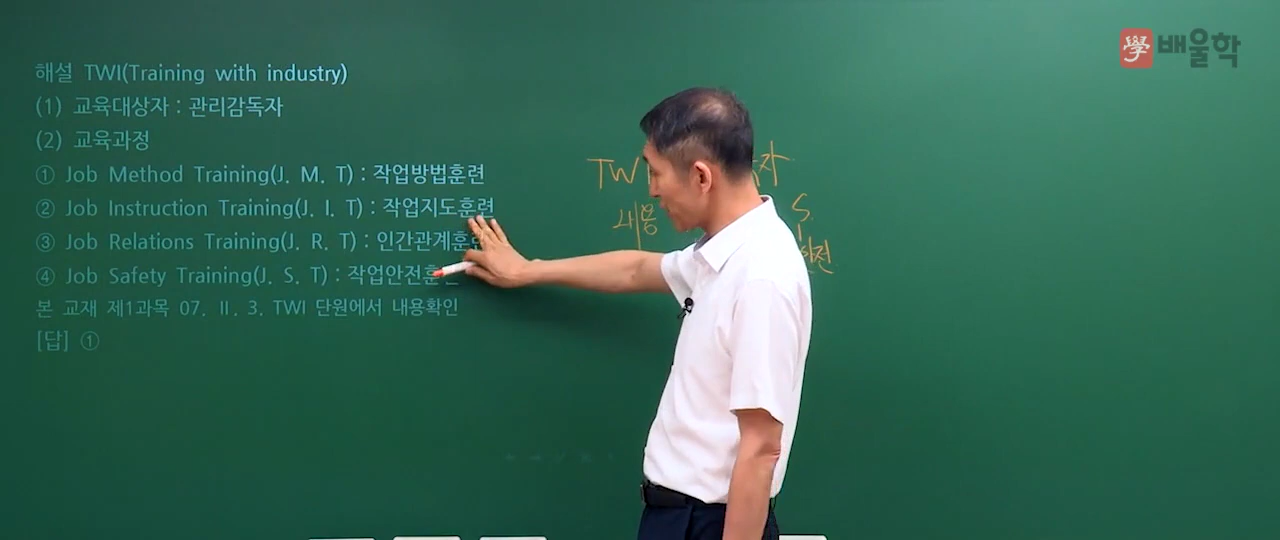 學 배울학
해설 TWI(Training with industry)
(1) 교육대상자 : 관리감독자
(2) 교육과정
① Job Method Training(J. M. T) : 작업방법훈련
② Job Instruction Training(J. I. T) : 작업지도훈련
③ Job Relations Training(J. R. T) : 인간관계훈
④ Job Safety Training(J. S. T) : 작업안전훈
본 교재 제1과목 07. Ⅱ. 3. TWI 단원에서 내용확인
[답] ①
TW 자
내용 S.
안전